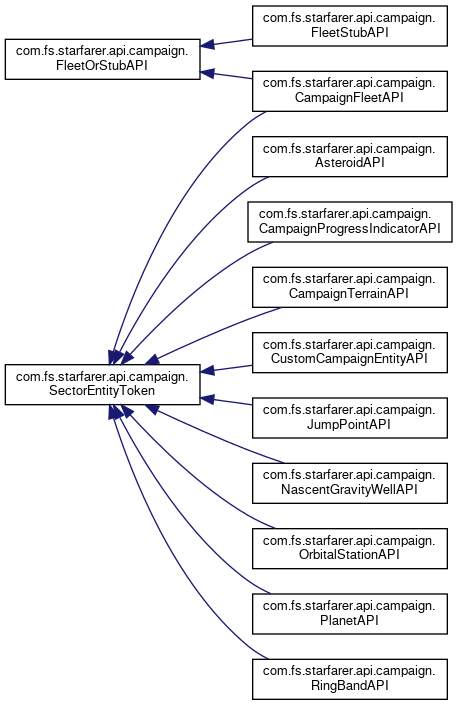 com.fs.starfarer.api.campaign.
FleetStubAPI
com.fs.starfarer.api.campaign.
FleetOrStubAPI
com.fs.starfarer.api.campaign.
CampaignFleetAPI
com.fs.starfarer.api.campaign.
AsteroidAPI
com.fs.starfarer.api.campaign.
CampaignProgressIndicatorAPI
com.fs.starfarer.api.campaign.
CampaignTerrainAPI
com.fs.starfarer.api.campaign.
CustomCampaignEntityAPI
com.fs.starfarer.api.campaign.
SectorEntityToken
com.fs.starfarer.api.campaign.
JumpPointAPI
com.fs.starfarer.api.campaign.
NascentGravityWellAPI
com.fs.starfarer.api.campaign.
OrbitalStationAPI
com.fs.starfarer.api.campaign.
PlanetAPI
com.fs.starfarer.api.campaign.
RingBandAPI